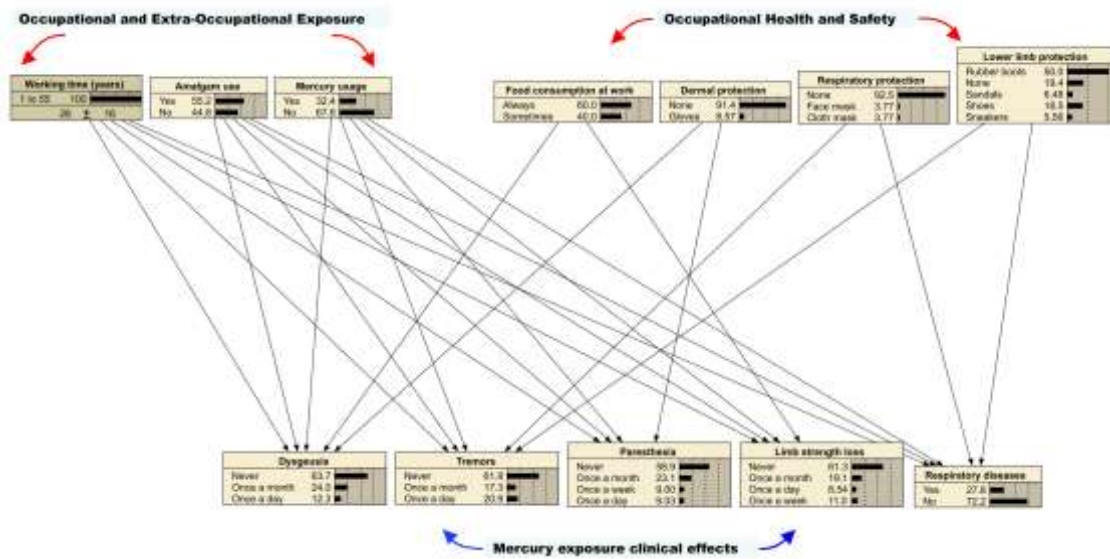 Occupational and Extra-Occupational Exposure
Occupational Health and Safety
Working time (years)
1 to 55 100
28 ± 16
Amalgam use
Yes 55.2
No 44.8
Mercury usage
Yes 32.4
No 67.6
Food consumption at work
Always 60.0
Sometimes 40.0
Dermal protection
None 91.4
Gloves 8.57
Respiratory protection
None 92.5
Face mask 3.77
Cloth mask 3.77
Lower limb protection
Rubber boots 50.0
None 19.4
Sandals 6.48
Shoes 18.5
Sneakers 5.56
Dysgeusia
Never 63.7
Once a month 24.0
Once a day 12.3
Tremors
Never 61.8
Once a month 17.3
Once a day 20.9
Paresthesia
Never 58.9
Once a month 23.1
Once a week
Once a day
Limb strength loss
Never 61.3
Once a month 19.1
Once a day 8.54
Once a week 11.0
Respiratory diseases
Yes 27.8
No 72.2
Mercury exposure clinical effects